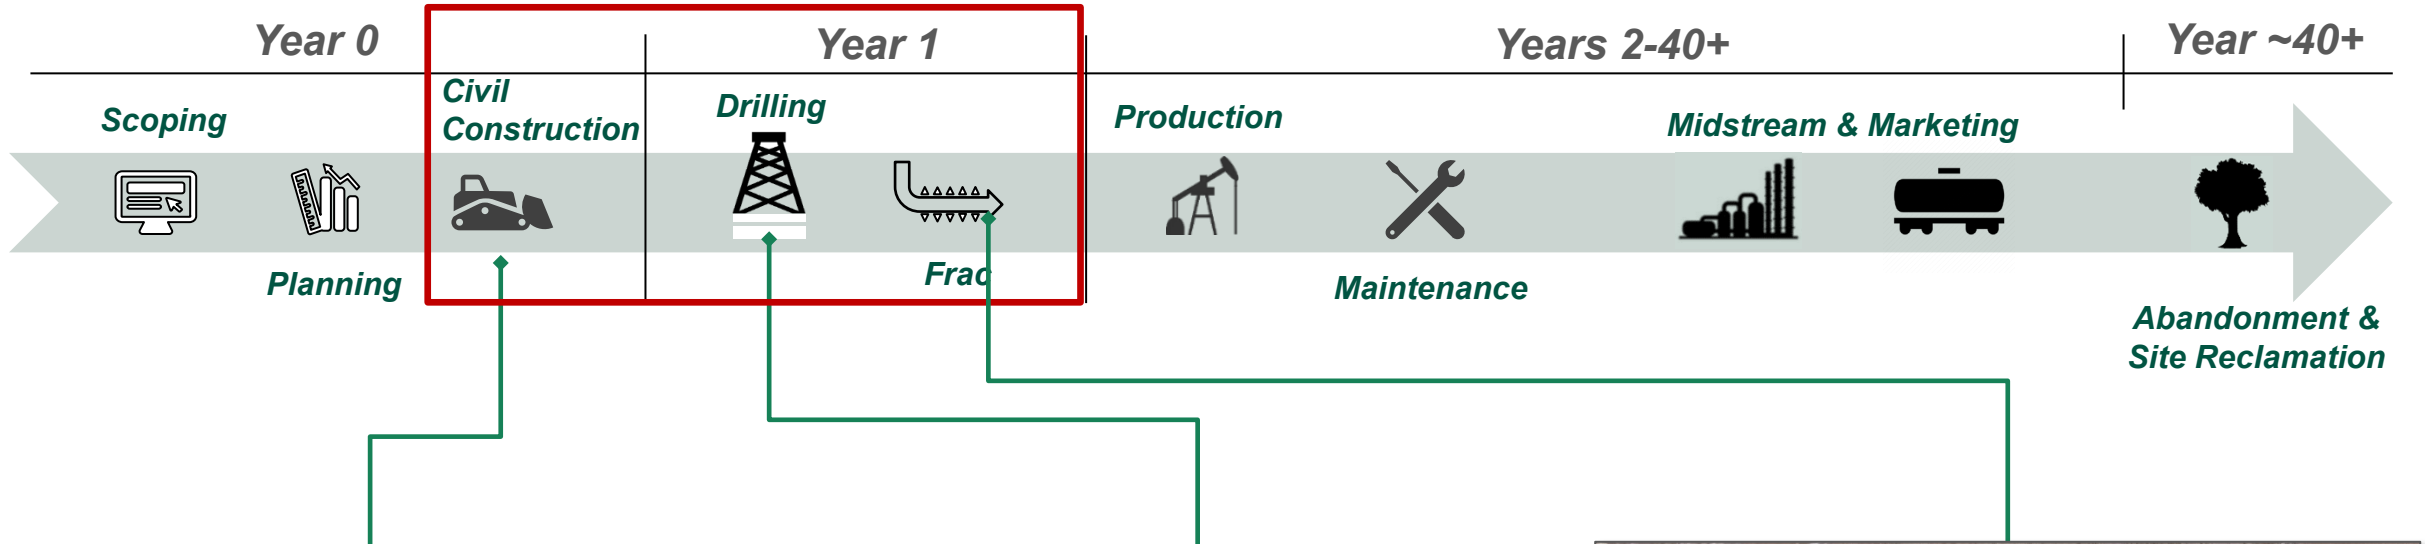 Year 0
Year 1
Years 2-40+
Year ~40+
Scoping
Civil
Construction
Drilling
Production
Midstream & Marketing
Planning
Frac
Maintenance
Abandonment &
Site Reclamation